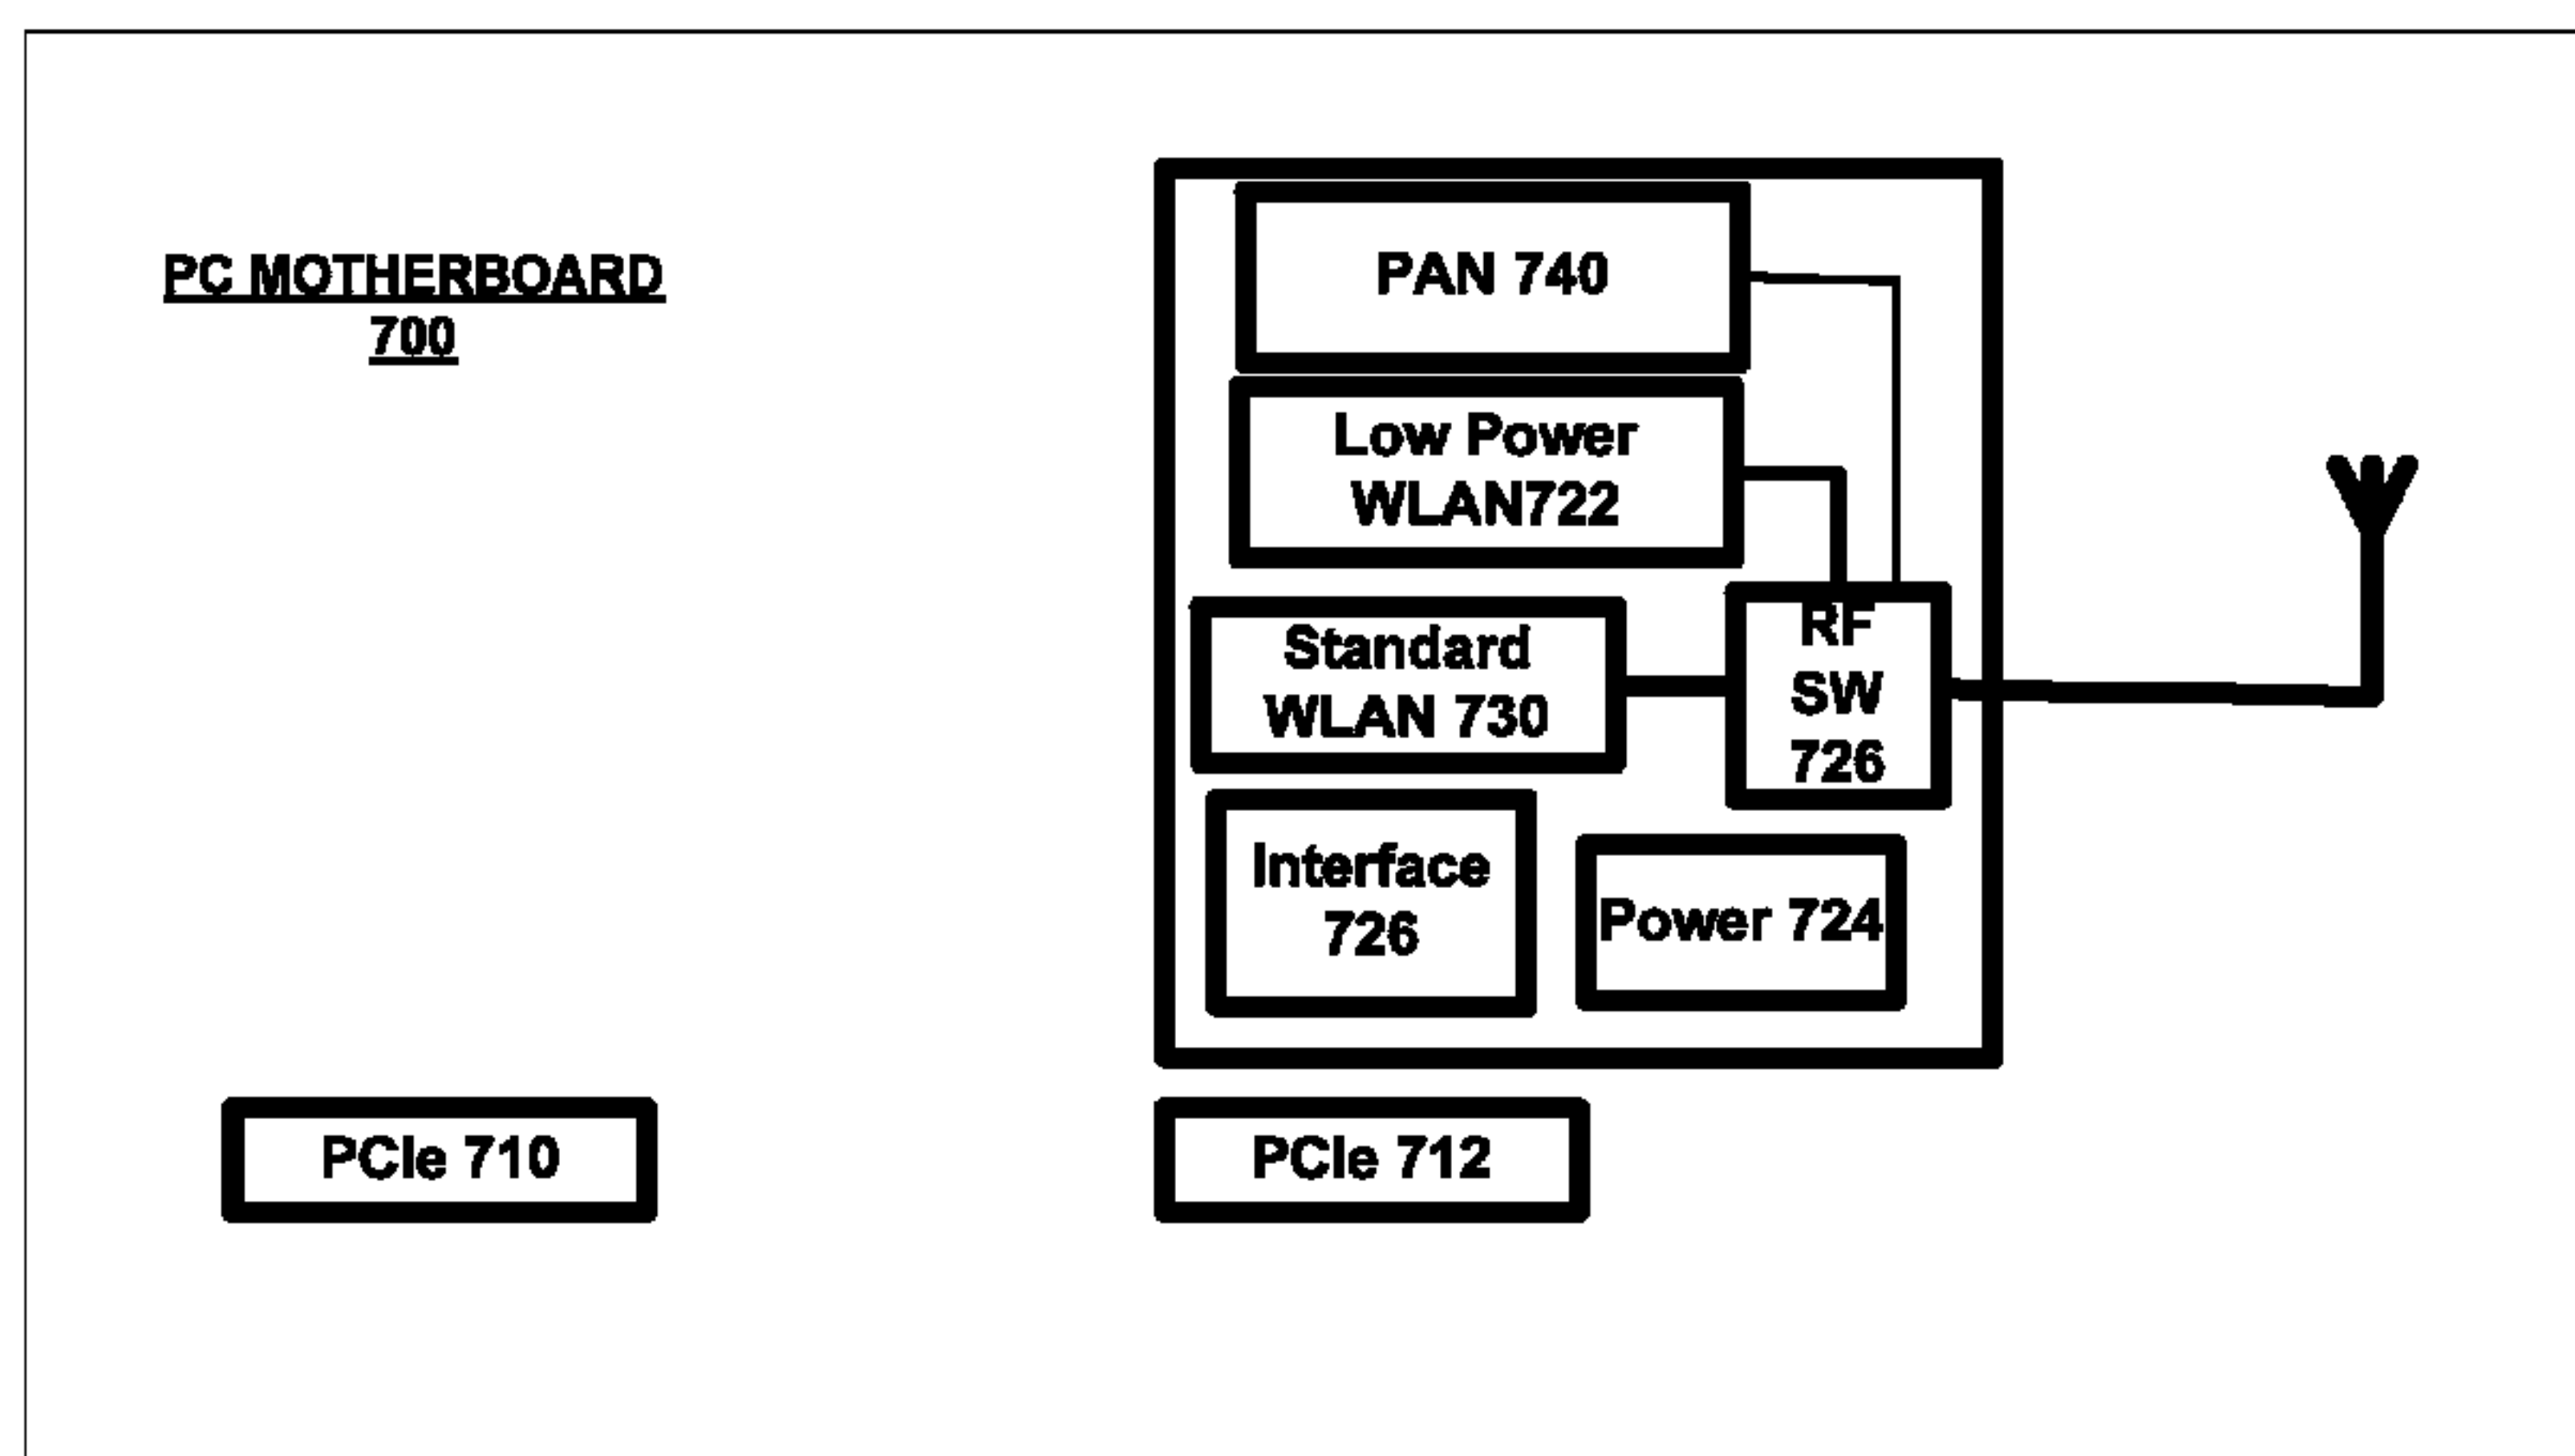 PC MOTHERBOARD
700
PAN 740
Low Power
WLAN722
Standard
WLAN 730
RF
SW
726
Interface
726
Power 724
PCIe 710
PCIe 712